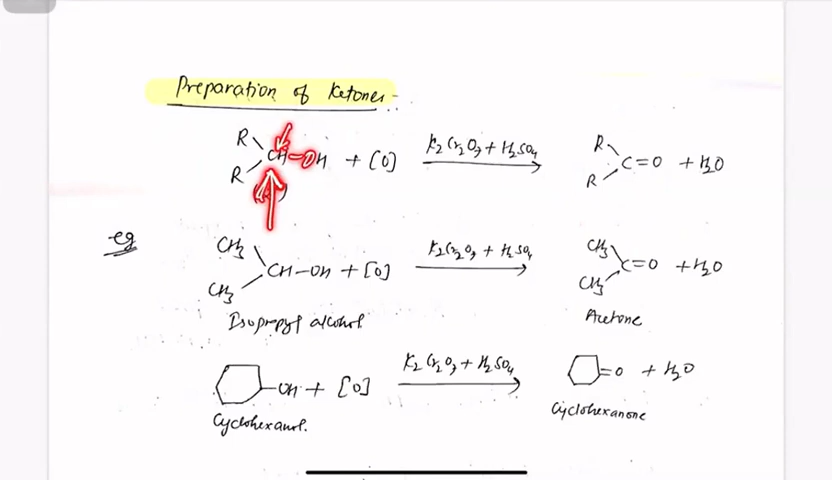 Preparation of Ketones -
R
R
CH-OH + [O] K2Cr2O7 + H2SO4 R
R
C=O + H2O
eg
CH3
CH3
CH-OH + [O] K2Cr2O7 + H2SO4 CH3
CH3
C=O + H2O
Isopropyl alcohol Acetone
OH + [O] K2Cr2O7 + H2SO4 =O + H2O
Cyclohexanol. Cyclohexanone